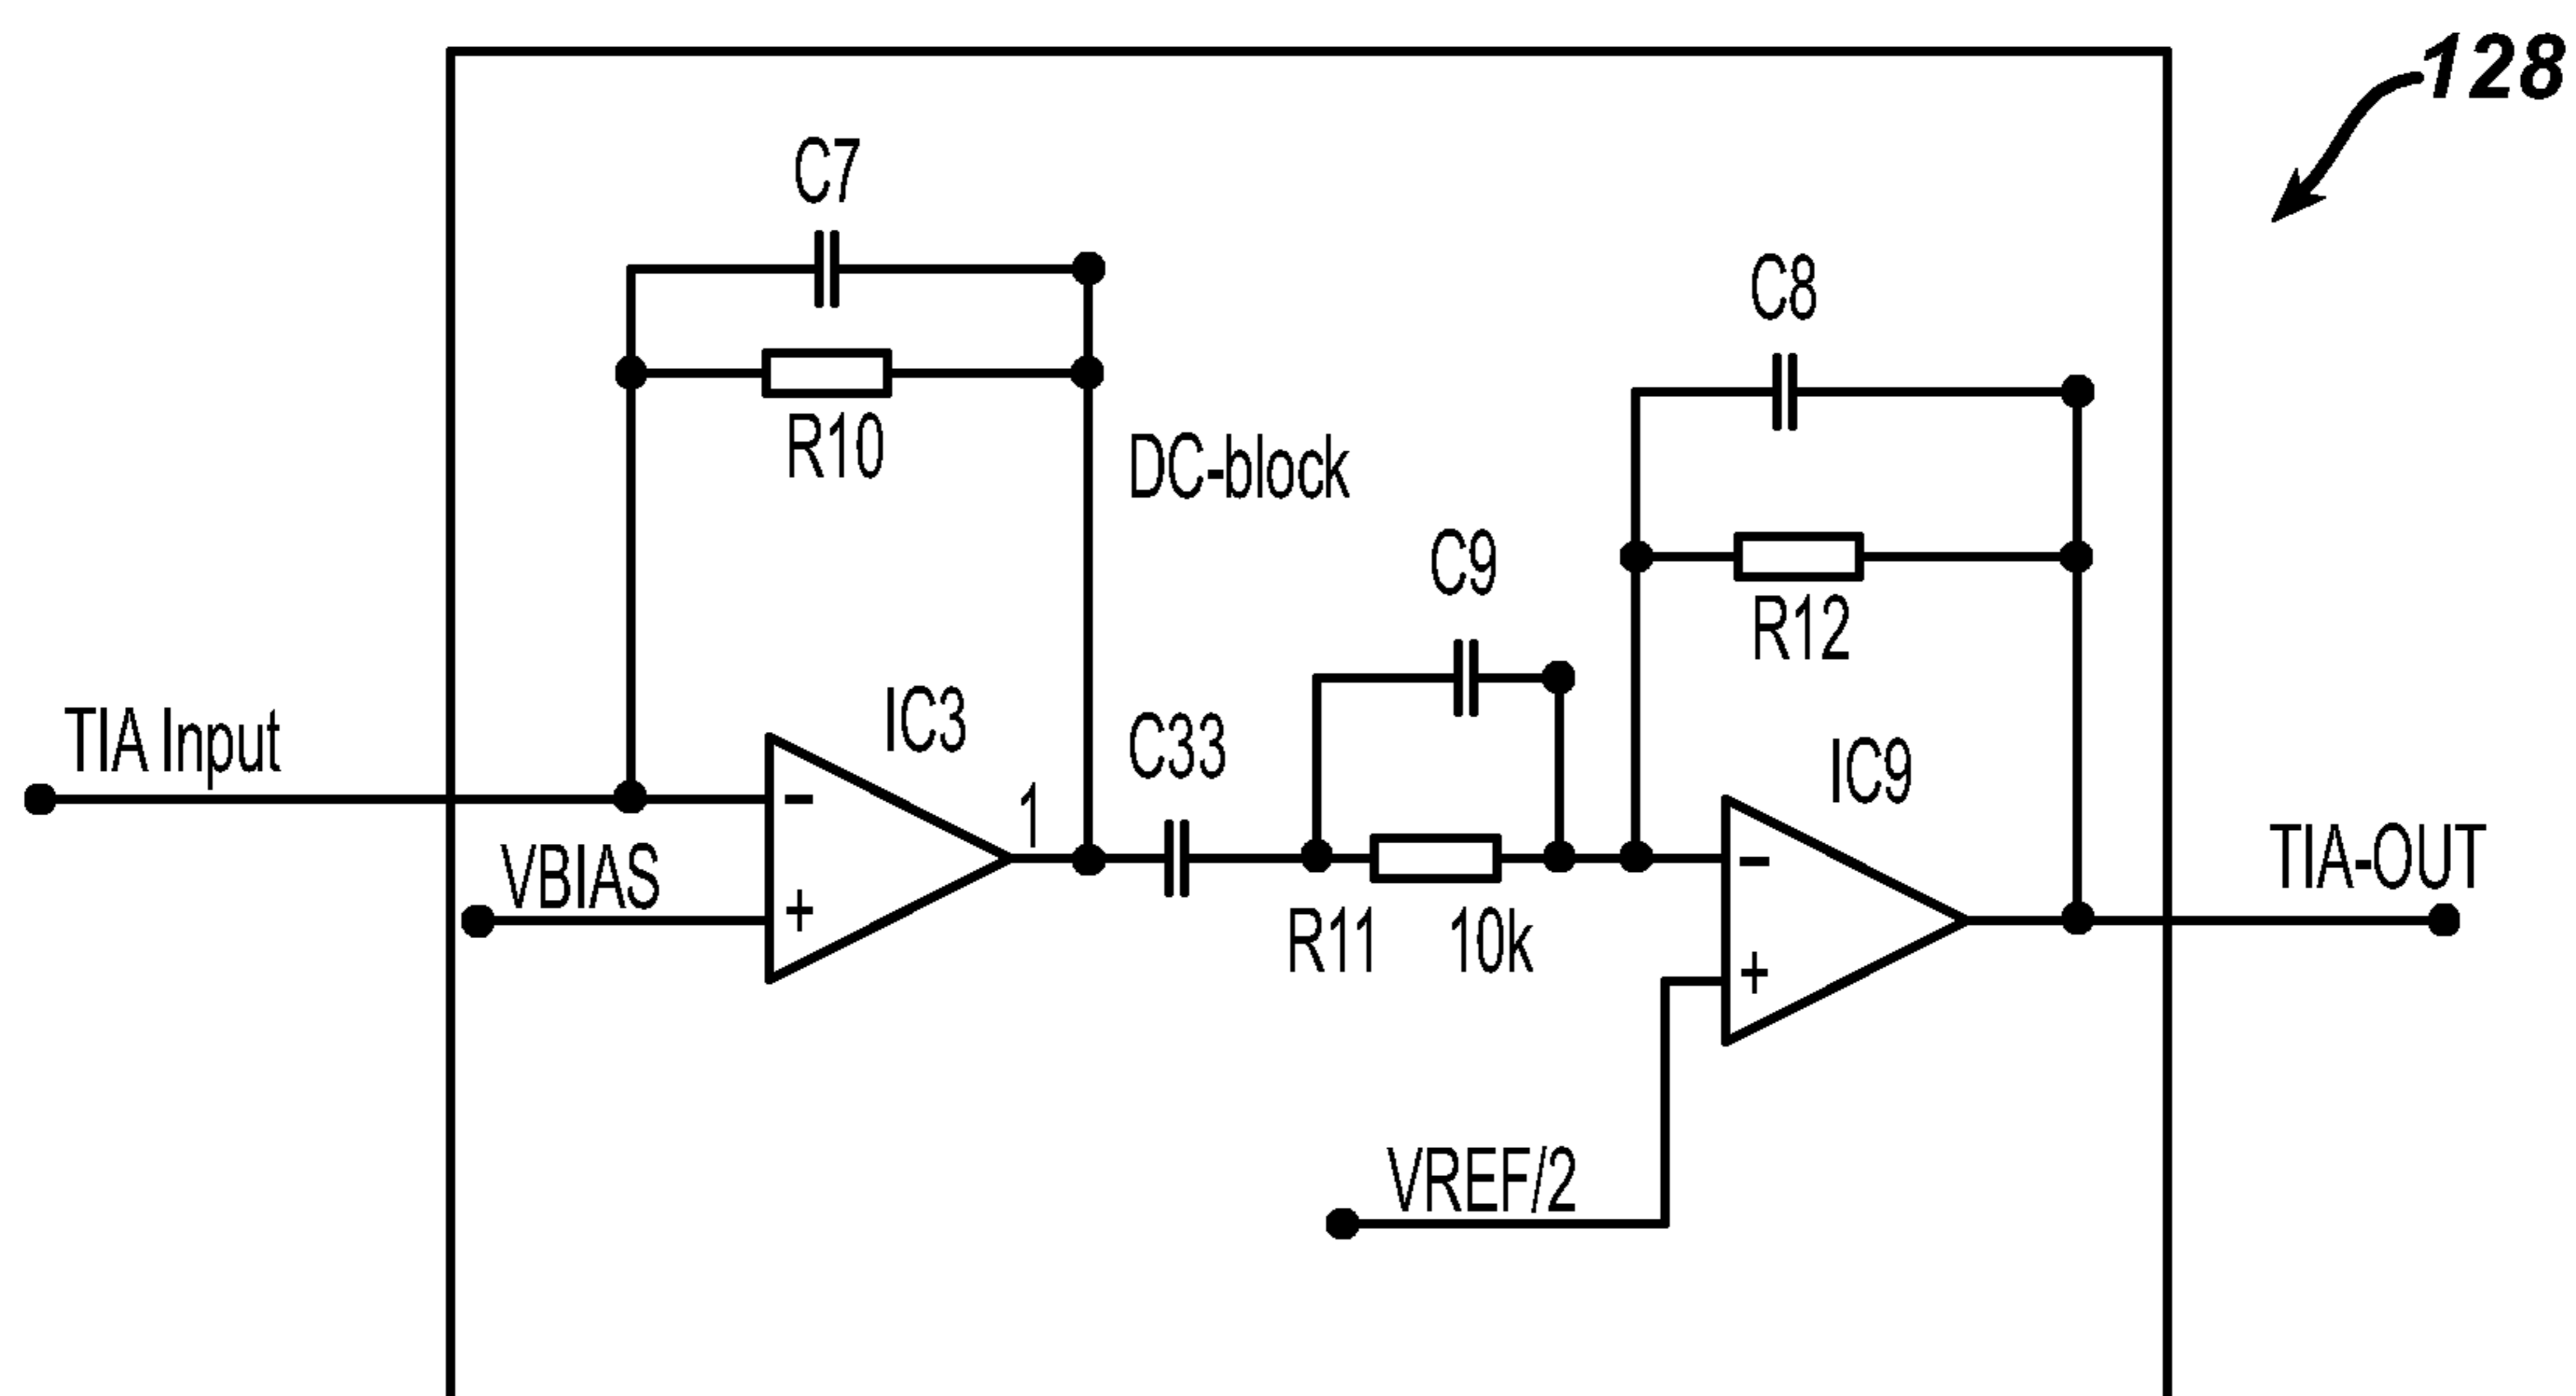 128
C7
R10
DC-block
C8
C9
R12
TIA Input
IC3
C33
1
IC9
VBIAS
-
+
R11 10k
-
+
TIA-OUT
VREF/2